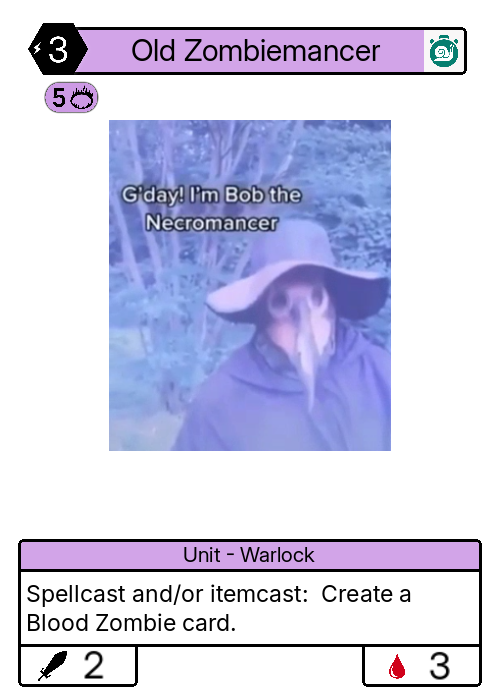 3
Old Zombiemancer
5
G'day! I'm Bob the
Necromancer
Unit - Warlock
Spellcast and/or itemcast:  Create a
Blood Zombie card.
2
3